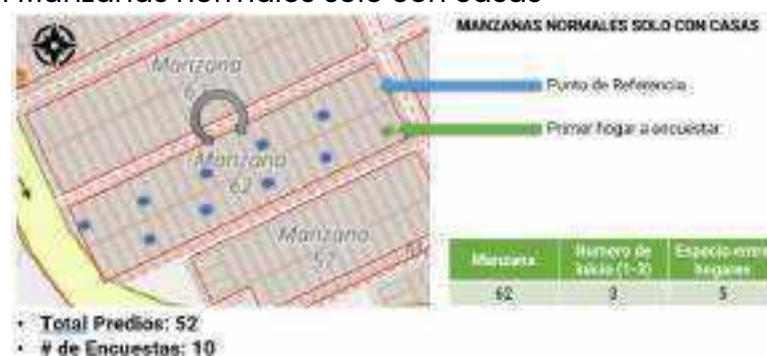 Manzanas normales solo con casas
MANZANAS NORMALES SOLO CON CASAS
Manzana
Punto de Referencia
Primer hogar a encuestar
Manzana
62
Manzana
57
Manzana
Numero de
Inicio (1-3)
Espacio entre
hogares
62
3
5
• Total Predios: 52
• # de Encuestas: 10